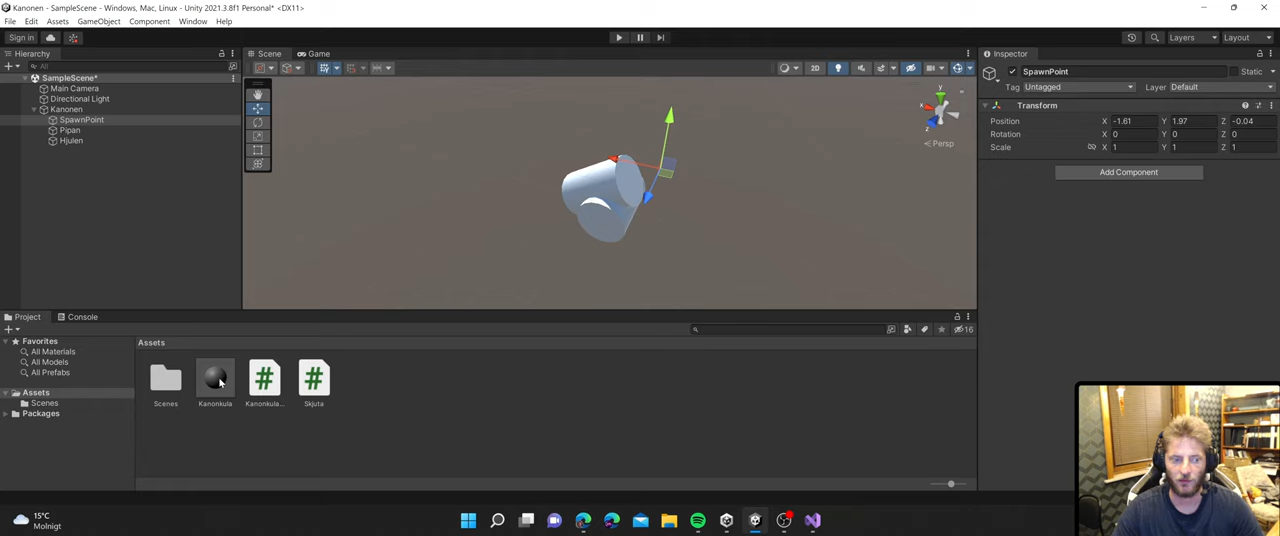 Kanonen - SampleScene - Windows, Mac, Linux - Unity 2021.3.8f1 Personal* <DX11>
File Edit Assets GameObject Component Window Help
Sign in Layers Layout
Hierarchy
All
SampleScene*
Main Camera
Directional Light
Kanonen
SpawnPoint
Pipan
Hjulen
Scene Game
2D
y
x
z
Persp
Inspector
SpawnPoint Static
Tag Untagged Layer Default
Transform
Position X -1.61 Y 1.97 Z -0.04
Rotation X 0 Y 0 Z 0
Scale X 1 Y 1 Z 1
Add Component
Project Console
16
Favorites
All Materials
All Models
All Prefabs
Assets
Scenes
Packages
Assets
Scenes Kanonkula Kanonkula... Skjuta
15°C
Molnigt